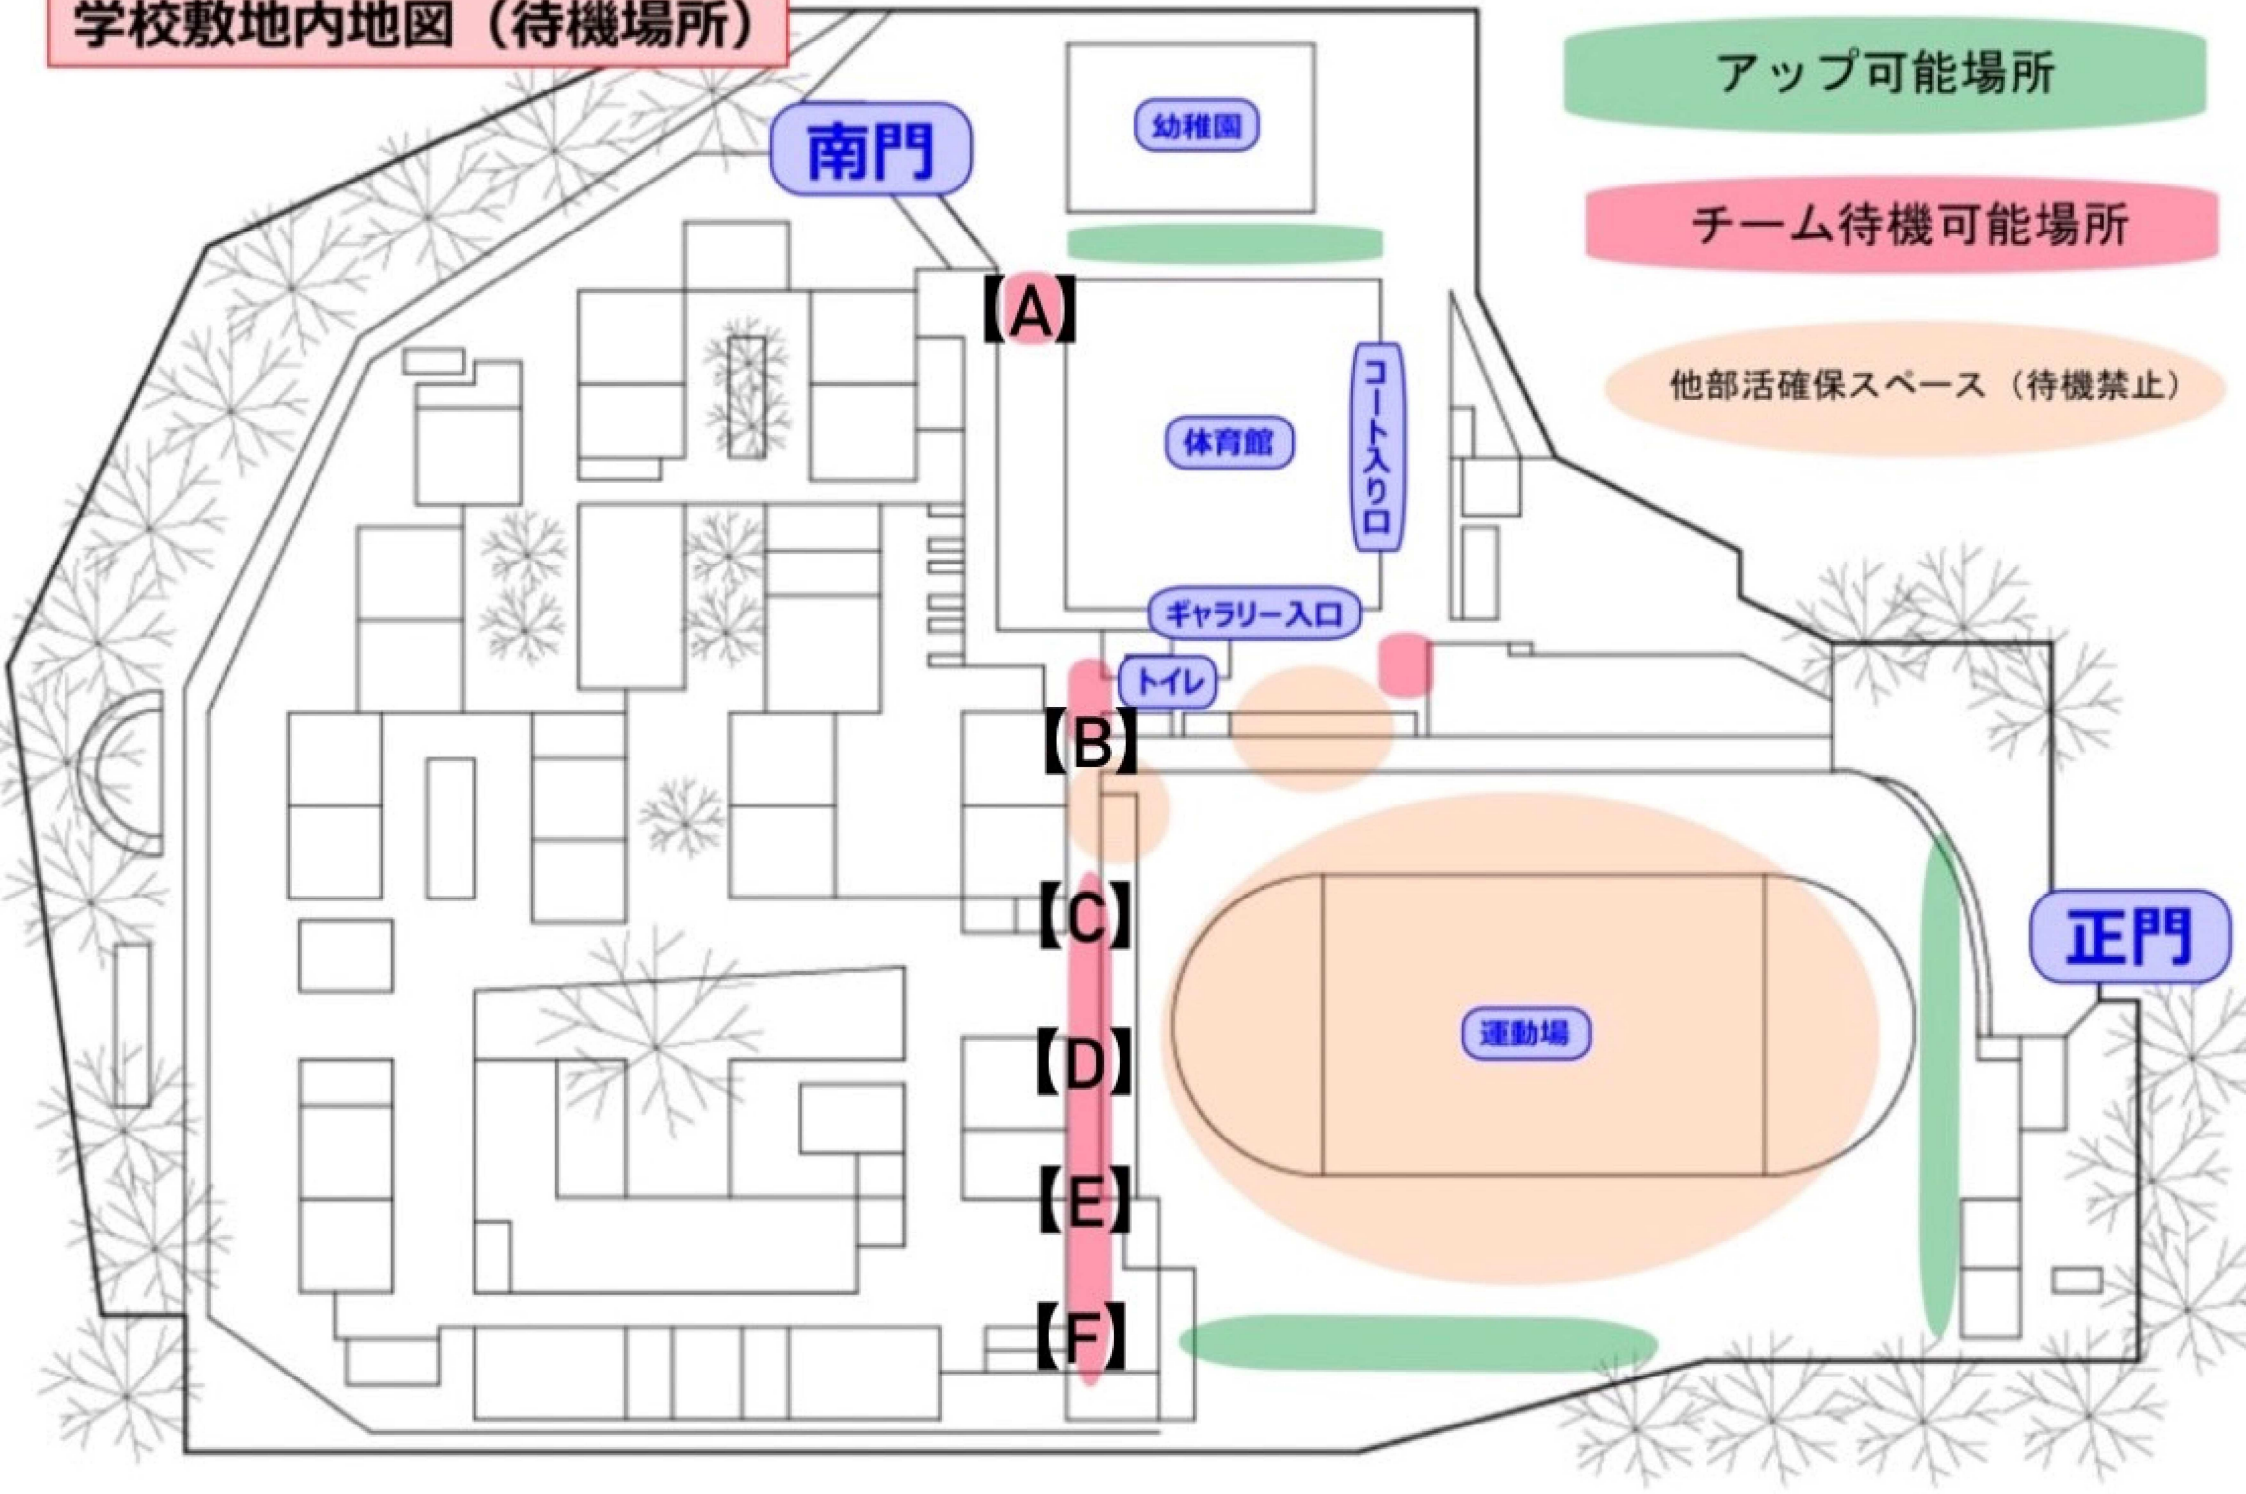 学校敷地内地図（待機場所）
アップ可能場所
チーム待機可能場所
他部活確保スペース（待機禁止）
南門
幼稚園
【A】
コート入り口
体育館
ギャラリー入口
トイレ
【B】
【C】
正門
運動場
【D】
【E】
【F】